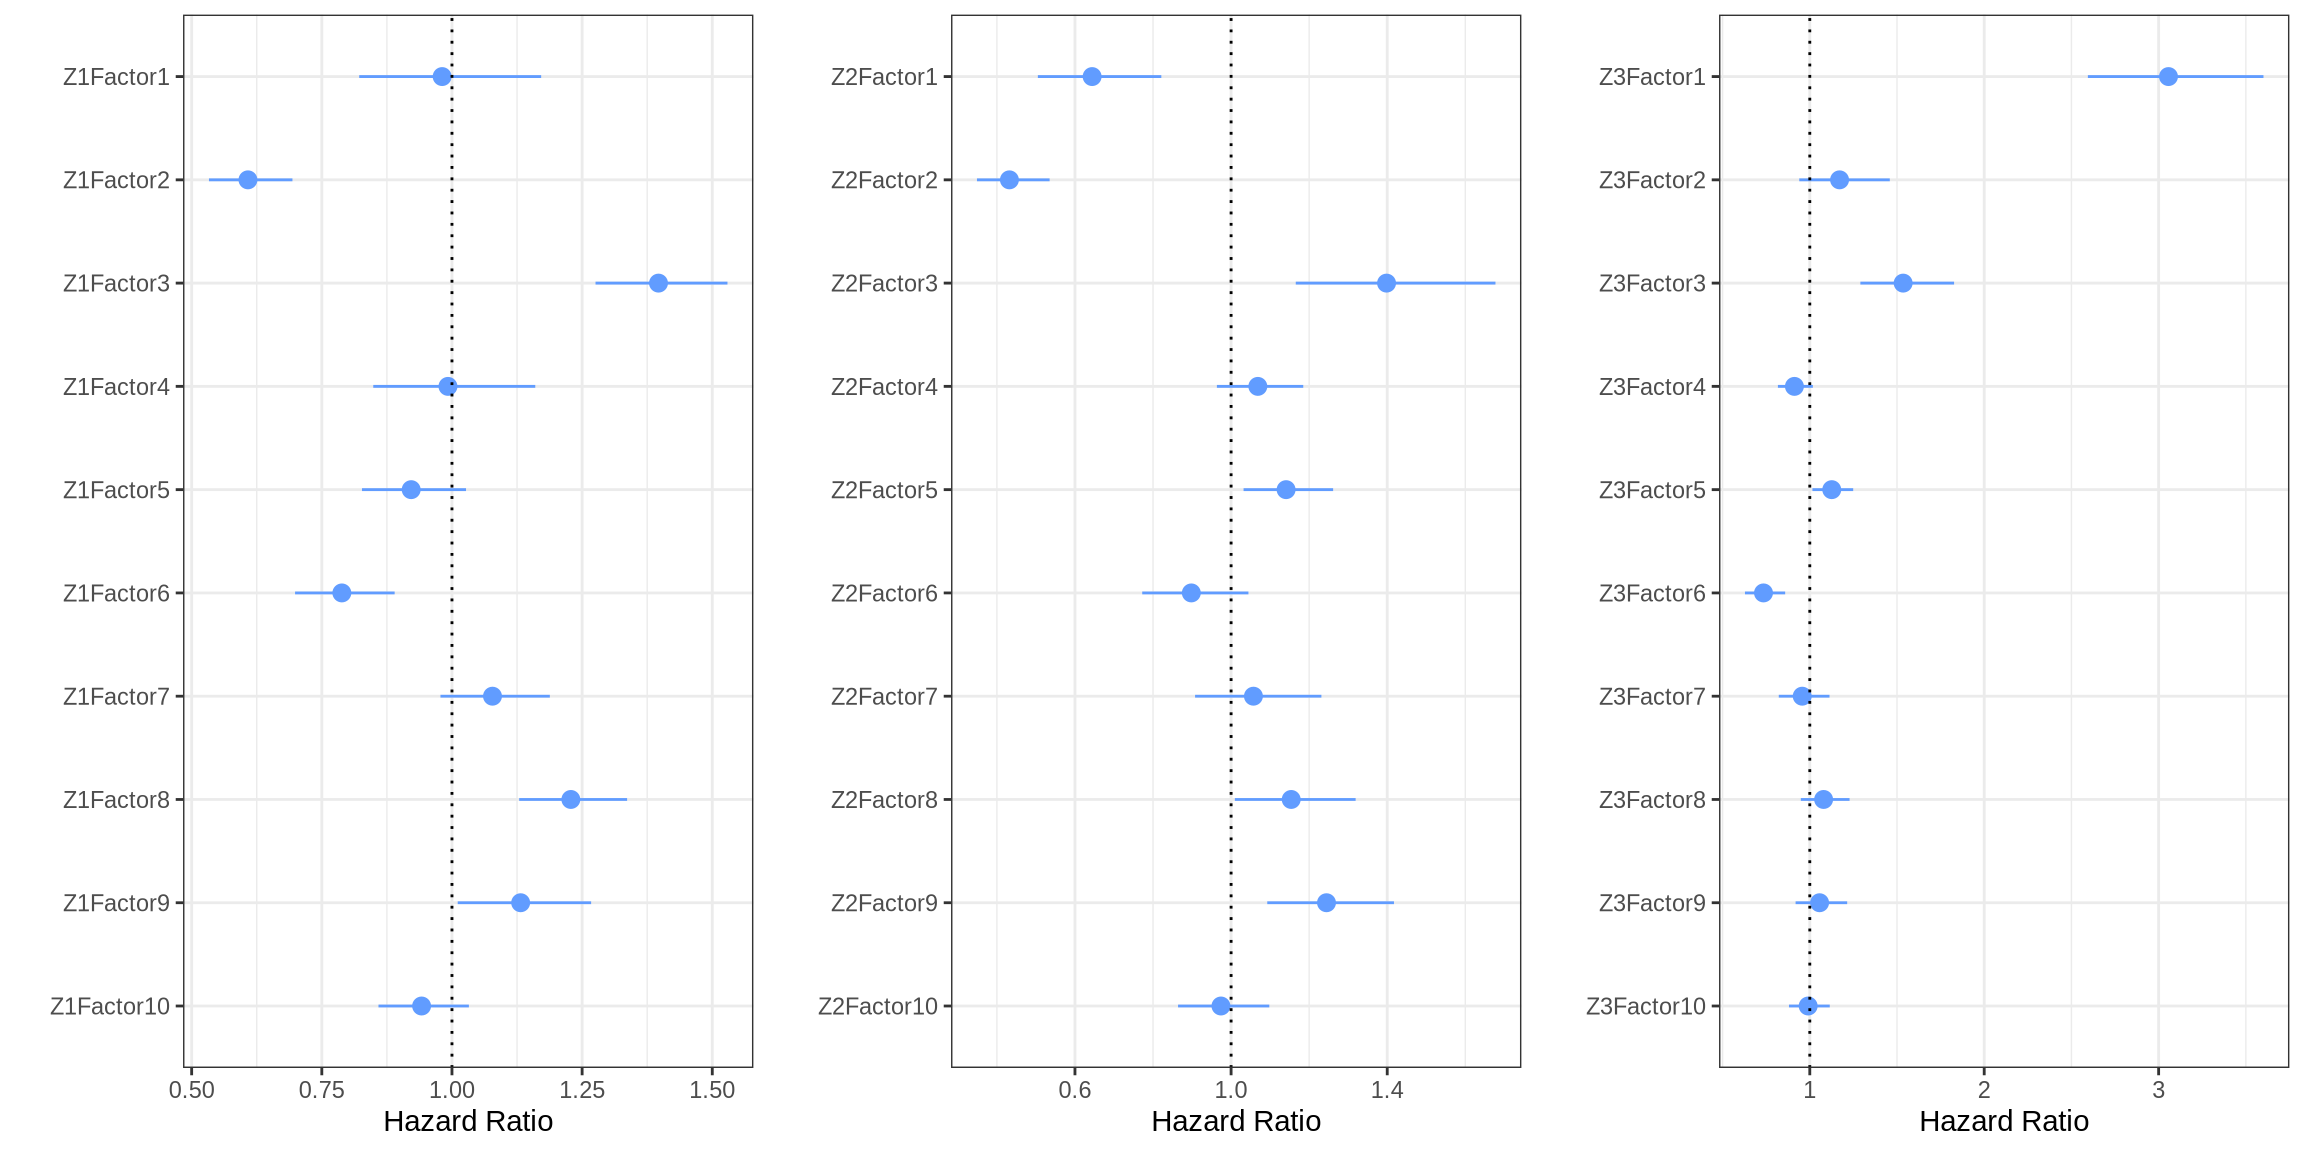 Z1Factor1
Z1Factor2
Z1Factor3
Z1Factor4
Z1Factor5
Z1Factor6
Z1Factor7
Z1Factor8
Z1Factor9
Z1Factor10
0.50 0.75 1.00 1.25 1.50
Hazard Ratio
Z2Factor1
Z2Factor2
Z2Factor3
Z2Factor4
Z2Factor5
Z2Factor6
Z2Factor7
Z2Factor8
Z2Factor9
Z2Factor10
0.6 1.0 1.4
Hazard Ratio
Z3Factor1
Z3Factor2
Z3Factor3
Z3Factor4
Z3Factor5
Z3Factor6
Z3Factor7
Z3Factor8
Z3Factor9
Z3Factor10
1 2 3
Hazard Ratio